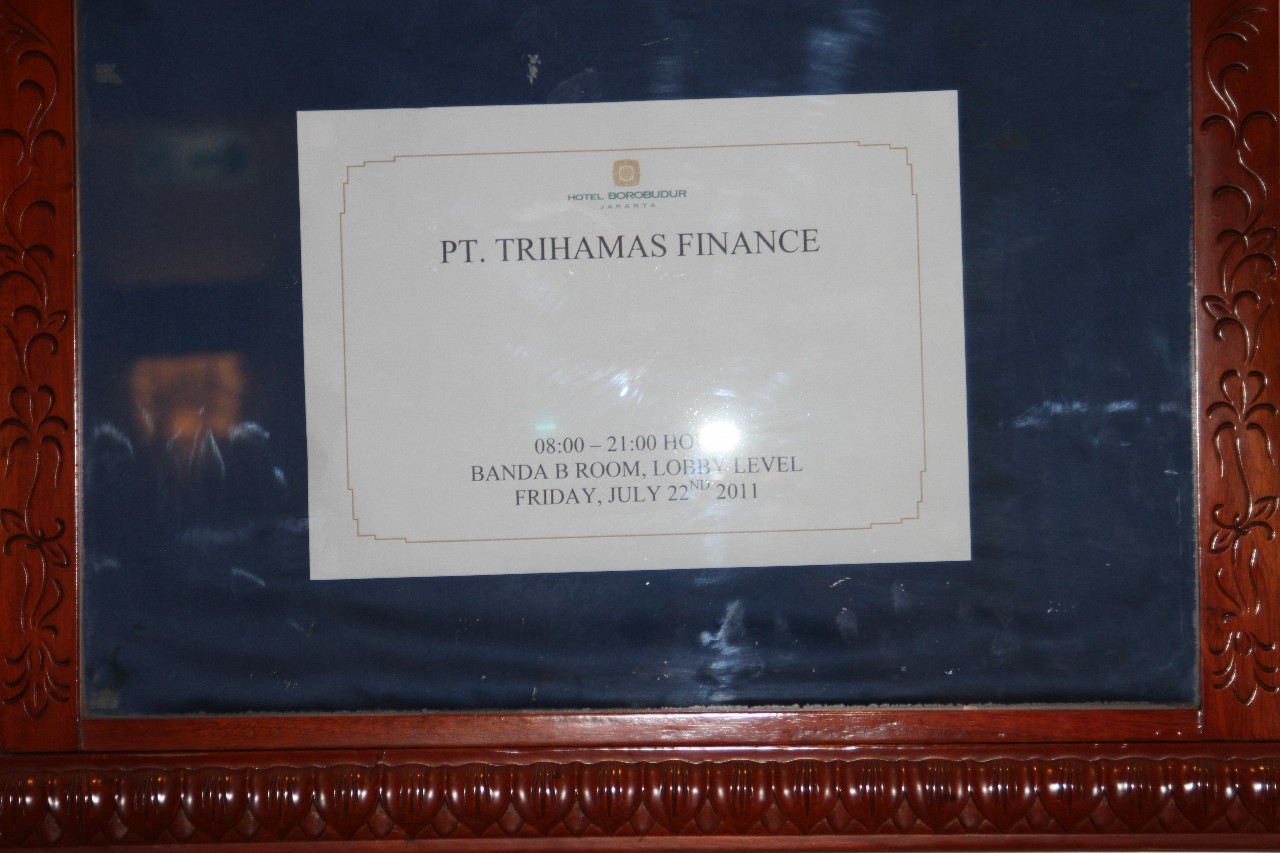 HOTEL BOROBUDUR
JAKARTA
PT. TRIHAMAS FINANCE
08:00 – 21:00
BANDA B ROOM, LOBBY LEVEL
FRIDAY, JULY 22ND 2011